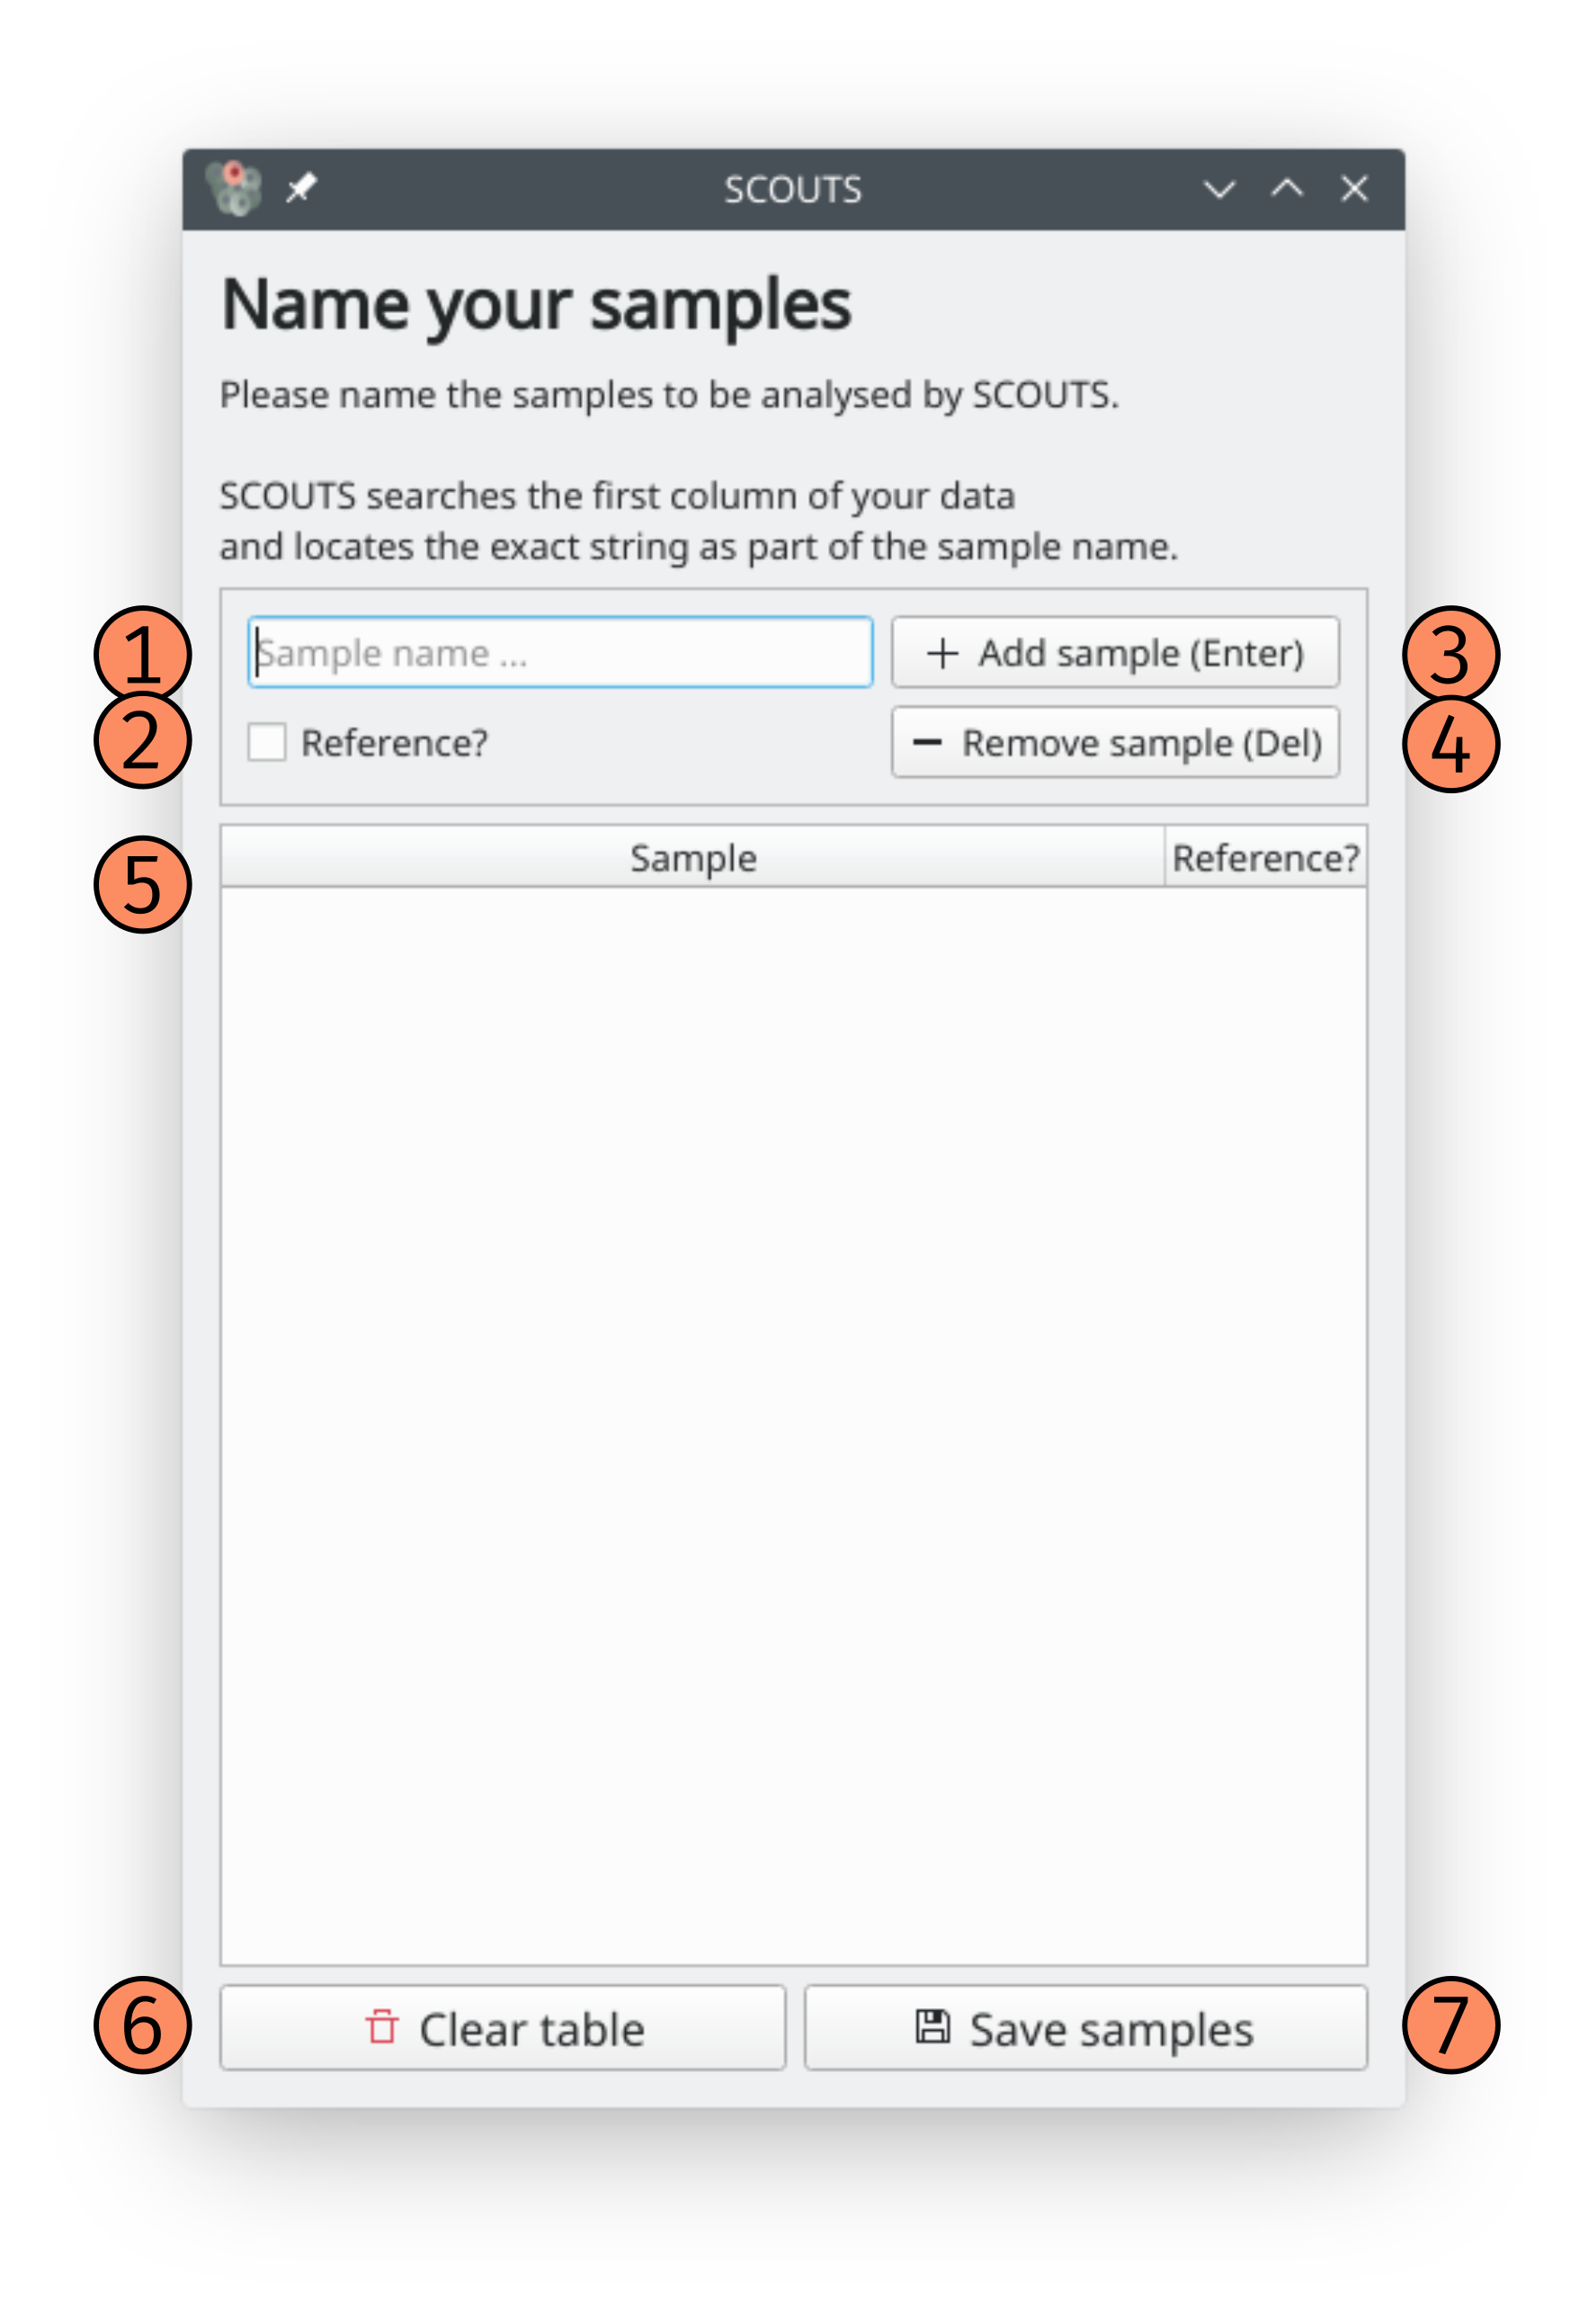 SCOUTS
Name your samples
Please name the samples to be analysed by SCOUTS.
SCOUTS searches the first column of your data
and locates the exact string as part of the sample name.
1 Sample name ... + Add sample (Enter) 3
2 Reference? − Remove sample (Del) 4
5 Sample Reference?
6 Clear table Save samples 7